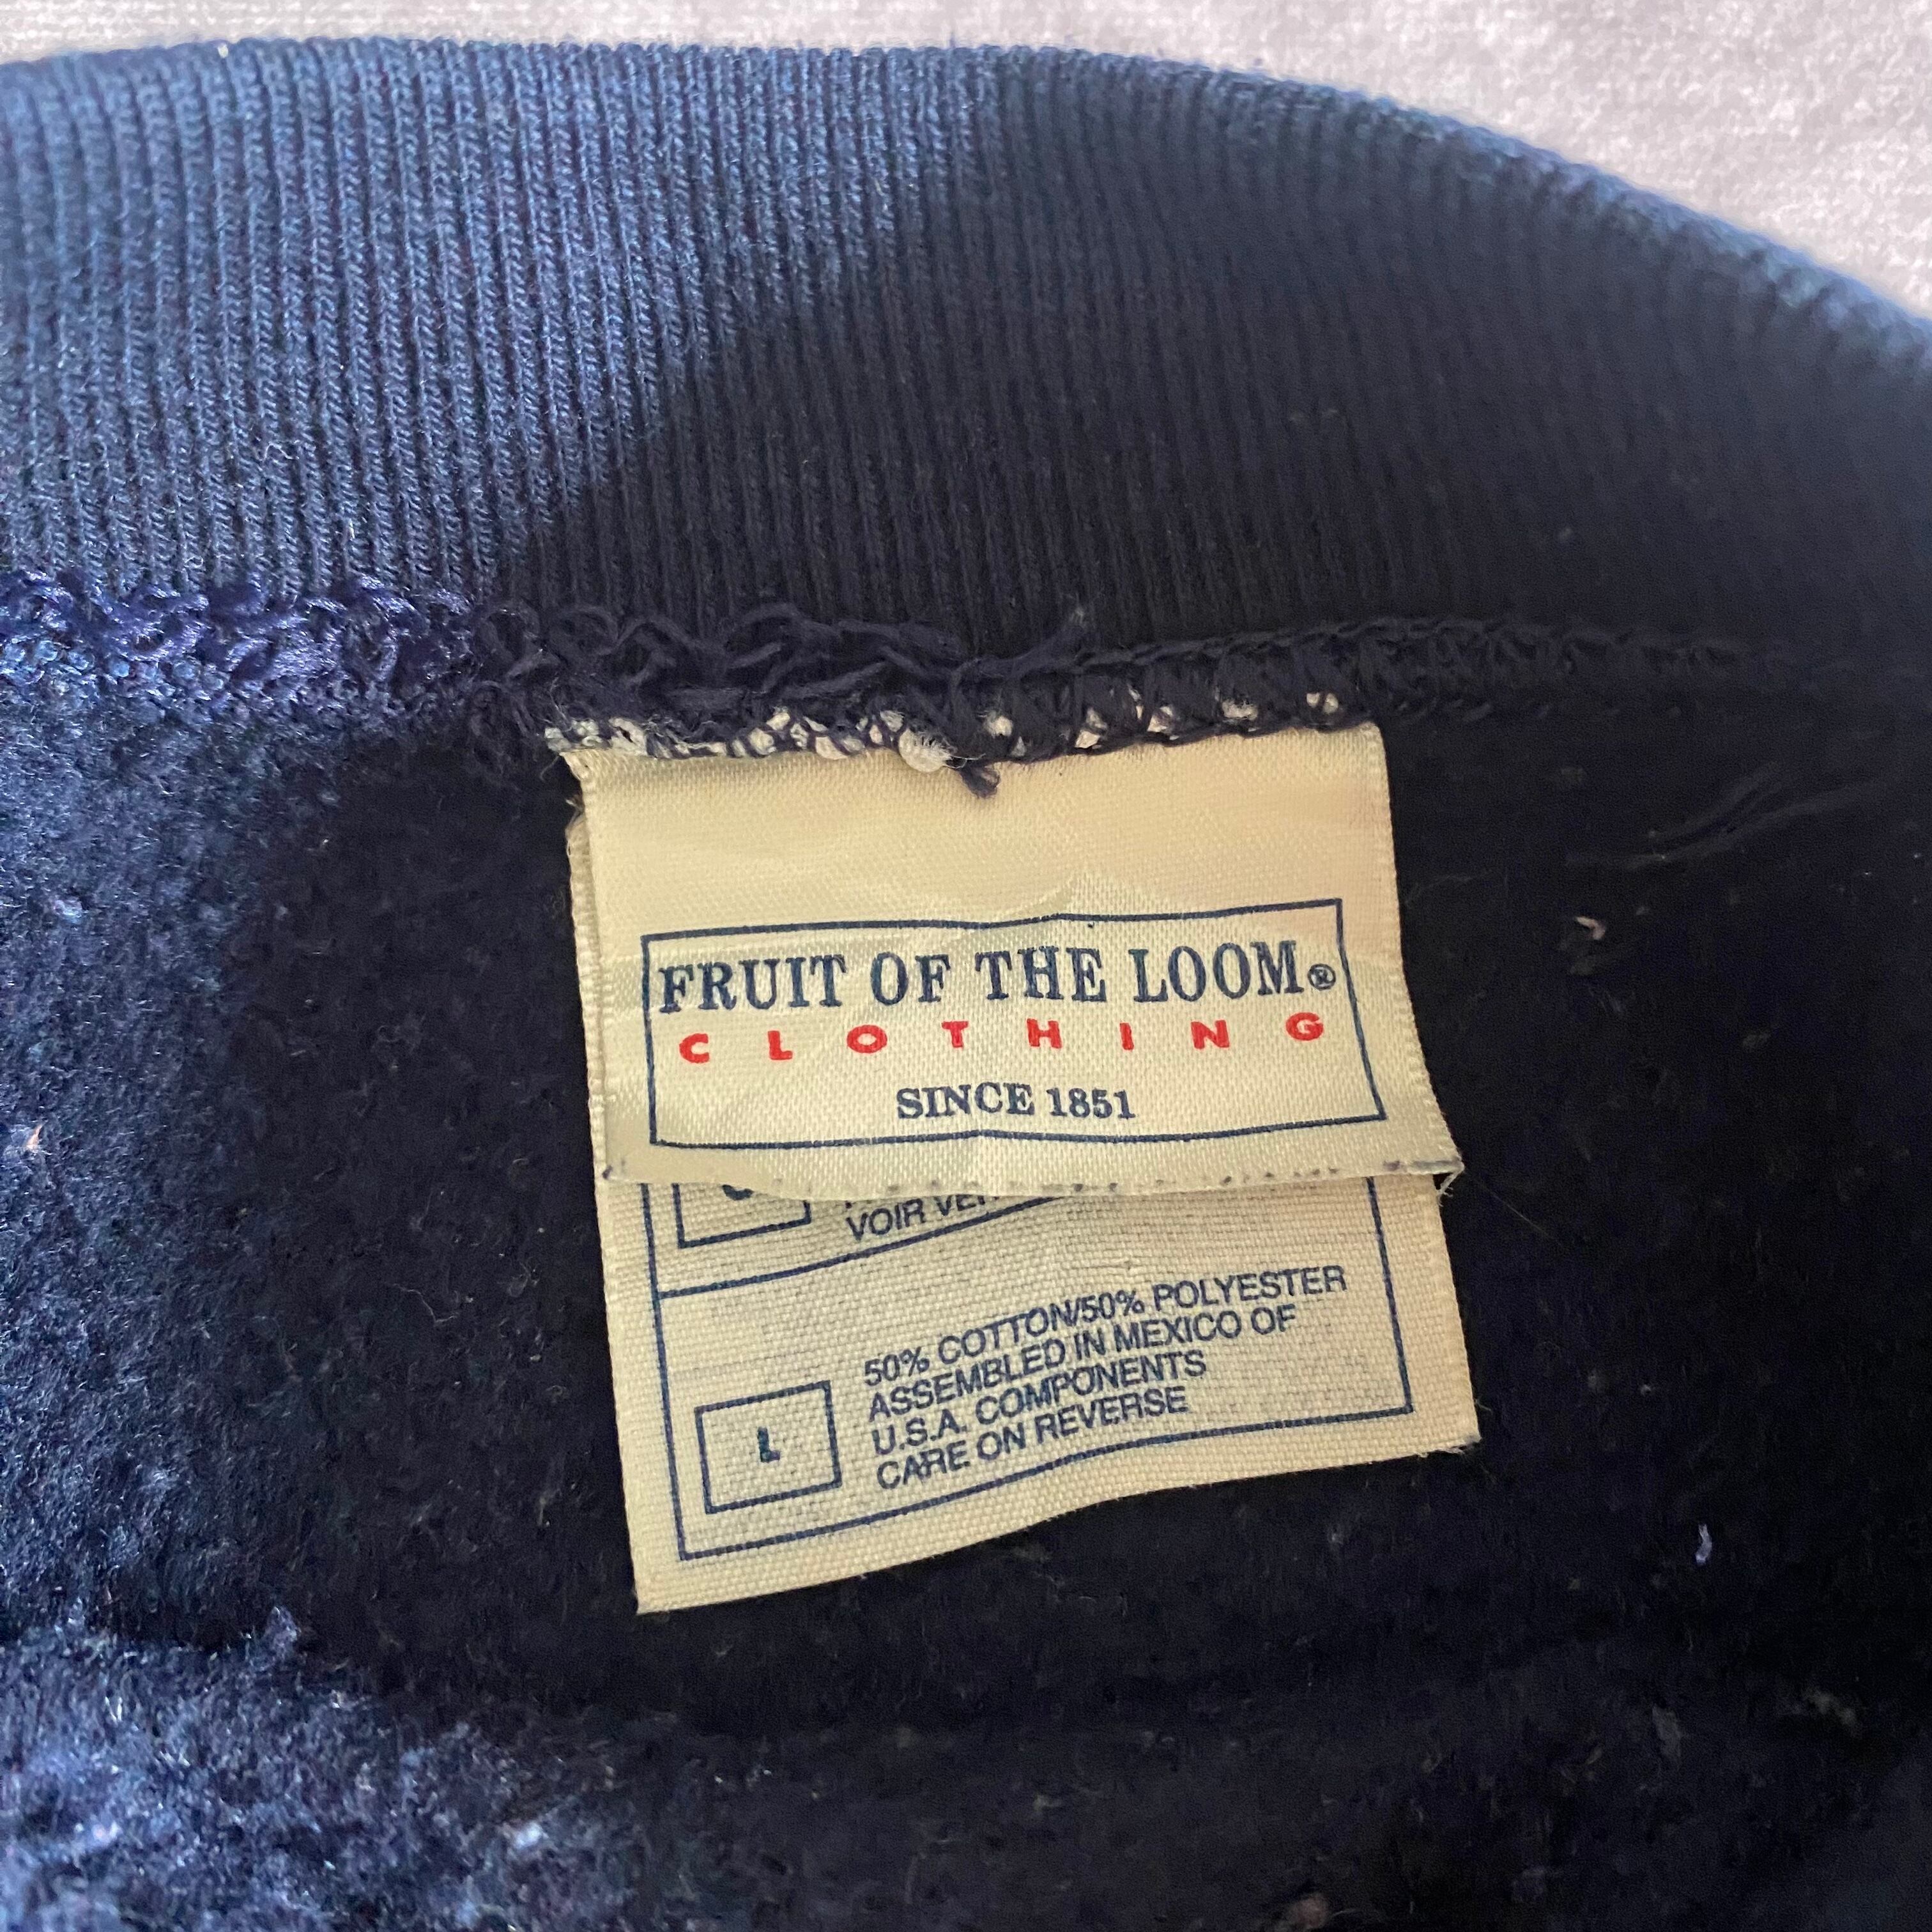 FRUIT OF THE LOOM®
CLOTHING
SINCE 1851
VOIR
50% COTTON/50% POLYESTER
ASSEMBLED IN MEXICO OF
U.S.A. COMPONENTS
CARE ON REVERSE
L